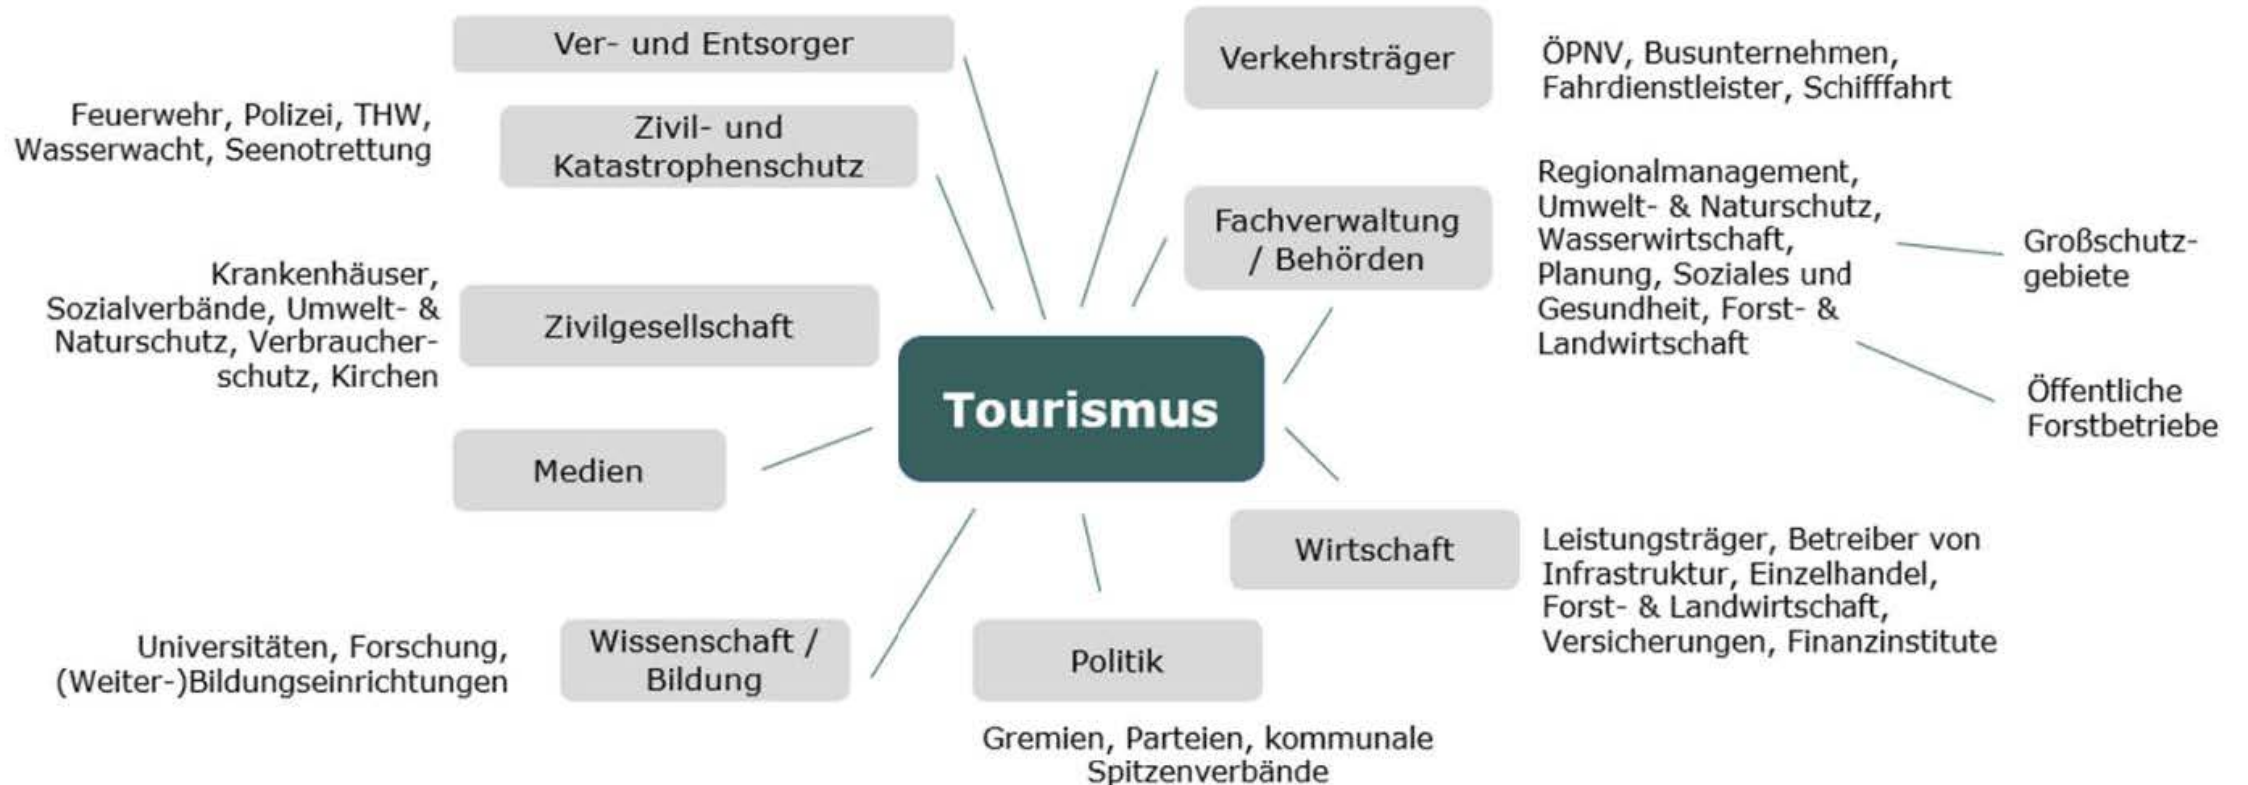 Ver- und Entsorger
Feuerwehr, Polizei, THW,
Wasserwacht, Seenotrettung
Zivil- und
Katastrophenschutz
Krankenhäuser,
Sozialverbände, Umwelt- &
Naturschutz, Verbraucher-
schutz, Kirchen
Zivilgesellschaft
Medien
Universitäten, Forschung,
(Weiter-)Bildungseinrichtungen
Wissenschaft /
Bildung
Tourismus
Politik
Gremien, Parteien, kommunale
Spitzenverbände
Verkehrsträger
ÖPNV, Busunternehmen,
Fahrdienstleister, Schifffahrt
Fachverwaltung
/ Behörden
Regionalmanagement,
Umwelt- & Naturschutz,
Wasserwirtschaft,
Planung, Soziales und
Gesundheit, Forst- &
Landwirtschaft
Großschutz-
gebiete
Öffentliche
Forstbetriebe
Wirtschaft
Leistungsträger, Betreiber von
Infrastruktur, Einzelhandel,
Forst- & Landwirtschaft,
Versicherungen, Finanzinstitute